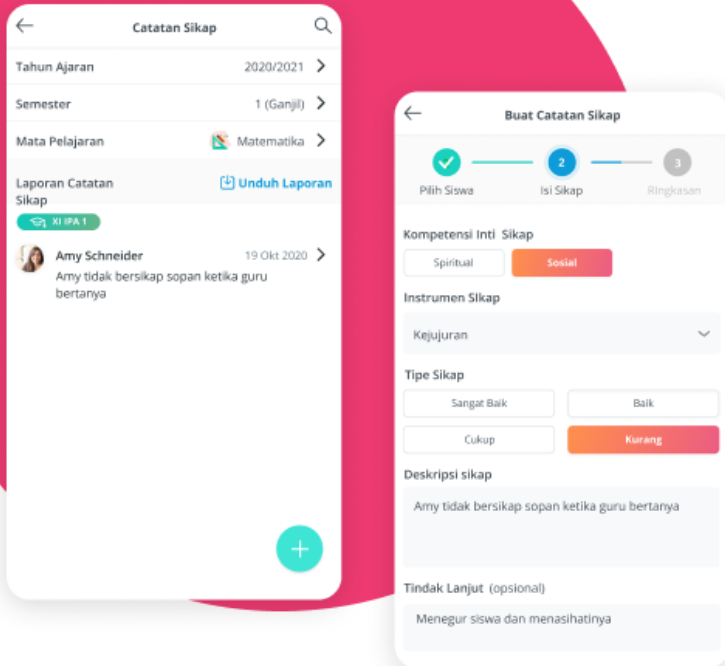 Catatan Sikap
Tahun Ajaran 2020/2021
Semester 1 (Ganjil)
Mata Pelajaran Matematika
Laporan Catatan
Sikap
Unduh Laporan
XI IPA 1
Amy Schneider 19 Okt 2020
Amy tidak bersikap sopan ketika guru
bertanya
Buat Catatan Sikap
2 3
Pilih Siswa Isi Sikap RIngkasan
Kompetensi Inti Sikap
Spiritual Sosial
Instrumen SIkap
Kejujuran
Tipe Sikap
Sangat Baik Baik
Cukup Kurang
Deskripsi sikap
Amy tidak bersikap sopan ketika guru bertanya
Tindak Lanjut (opsional)
Menegur siswa dan menasihatinya